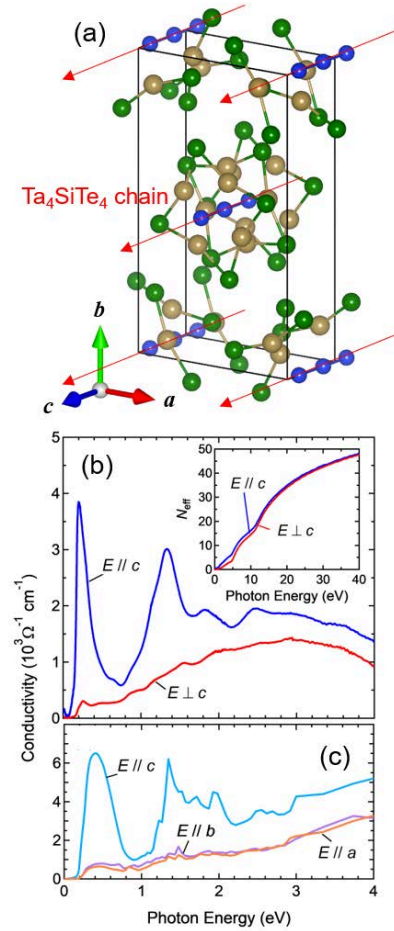 (a)
Ta₄SiTe₄ chain
b
c
a
(b)
Conductivity (10³Ω⁻¹ cm⁻¹)
5
4
3
2
1
0
E // c
E ⊥ c
N_eff
50
40
30
20
10
0
E // c
E ⊥ c
0 10 20 30 40
Photon Energy (eV)
(c)
6
4
2
0
E // c
E // b
E // a
0 1 2 3 4
Photon Energy (eV)